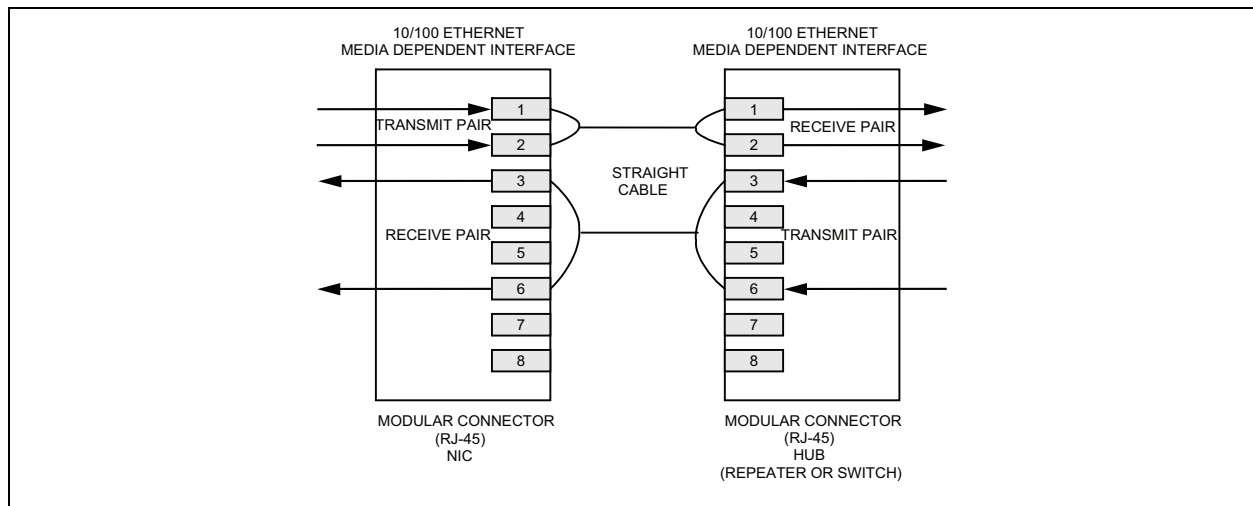 10/100 ETHERNET
MEDIA DEPENDENT INTERFACE
1
TRANSMIT PAIR
2
3
4
RECEIVE PAIR
5
6
7
8
MODULAR CONNECTOR
(RJ-45)
NIC
STRAIGHT
CABLE
10/100 ETHERNET
MEDIA DEPENDENT INTERFACE
1
RECEIVE PAIR
2
3
4
TRANSMIT PAIR
5
6
7
8
MODULAR CONNECTOR
(RJ-45)
HUB
(REPEATER OR SWITCH)